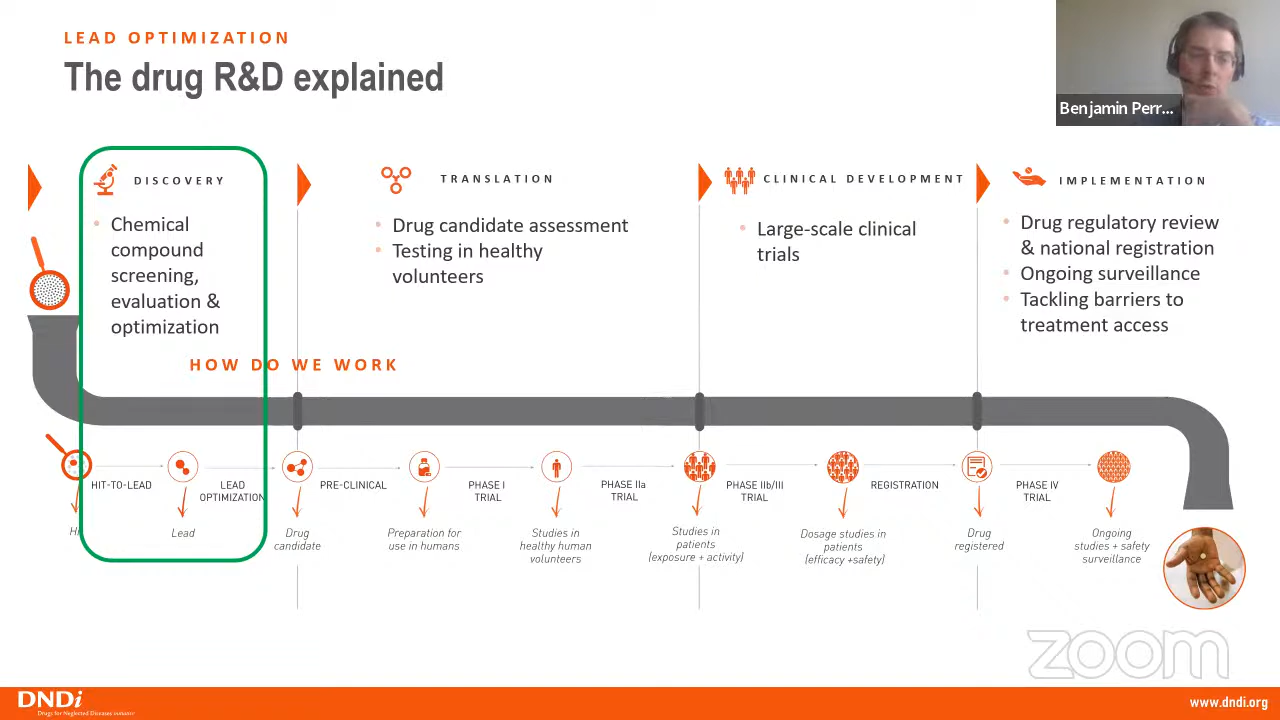 LEAD OPTIMIZATION
The drug R&D explained
Benjamin Perr...
DISCOVERY
• Chemical
compound
screening,
evaluation &
optimization
TRANSLATION
• Drug candidate assessment
• Testing in healthy
volunteers
CLINICAL DEVELOPMENT
• Large-scale clinical
trials
IMPLEMENTATION
• Drug regulatory review
& national registration
• Ongoing surveillance
• Tackling barriers to
treatment access
HOW DO WE WORK
HIT-TO-LEAD
LEAD
OPTIMIZATION
PRE-CLINICAL
PHASE I
TRIAL
PHASE IIa
TRIAL
PHASE IIb/III
TRIAL
REGISTRATION
PHASE IV
TRIAL
Lead
Drug
candidate
Preparation for
use in humans
Studies in
healthy human
volunteers
Studies in
patients
(exposure + activity)
Dosage studies in
patients
(efficacy +safety)
Drug
registered
Ongoing
studies + safety
surveillance
zoom
DNDi
Drugs for Neglected Diseases initiative
www.dndi.org